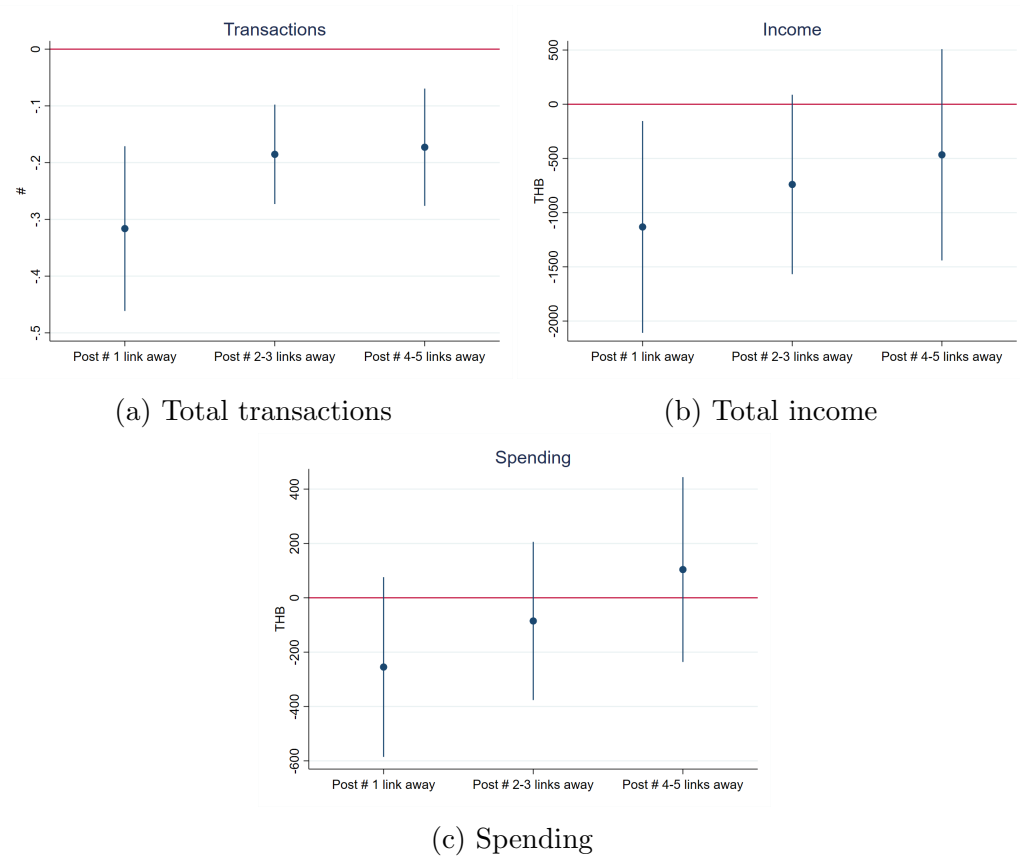 Transactions
0
-.1
-.2
-.3
-.4
-.5
#
Post # 1 link away Post # 2-3 links away Post # 4-5 links away
(a) Total transactions
Income
500
0
-500
-1000
-1500
-2000
THB
Post # 1 link away Post # 2-3 links away Post # 4-5 links away
(b) Total income
Spending
400
200
0
-200
-400
-600
THB
Post # 1 link away Post # 2-3 links away Post # 4-5 links away
(c) Spending